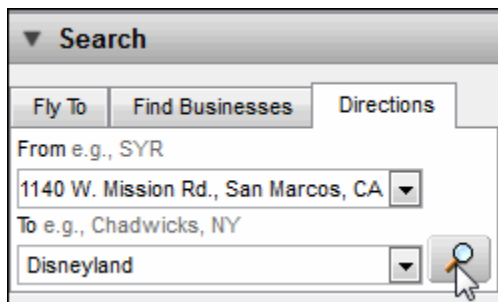 Search
Fly To Find Businesses Directions
From e.g., SYR
1140 W. Mission Rd., San Marcos, CA
To e.g., Chadwicks, NY
Disneyland